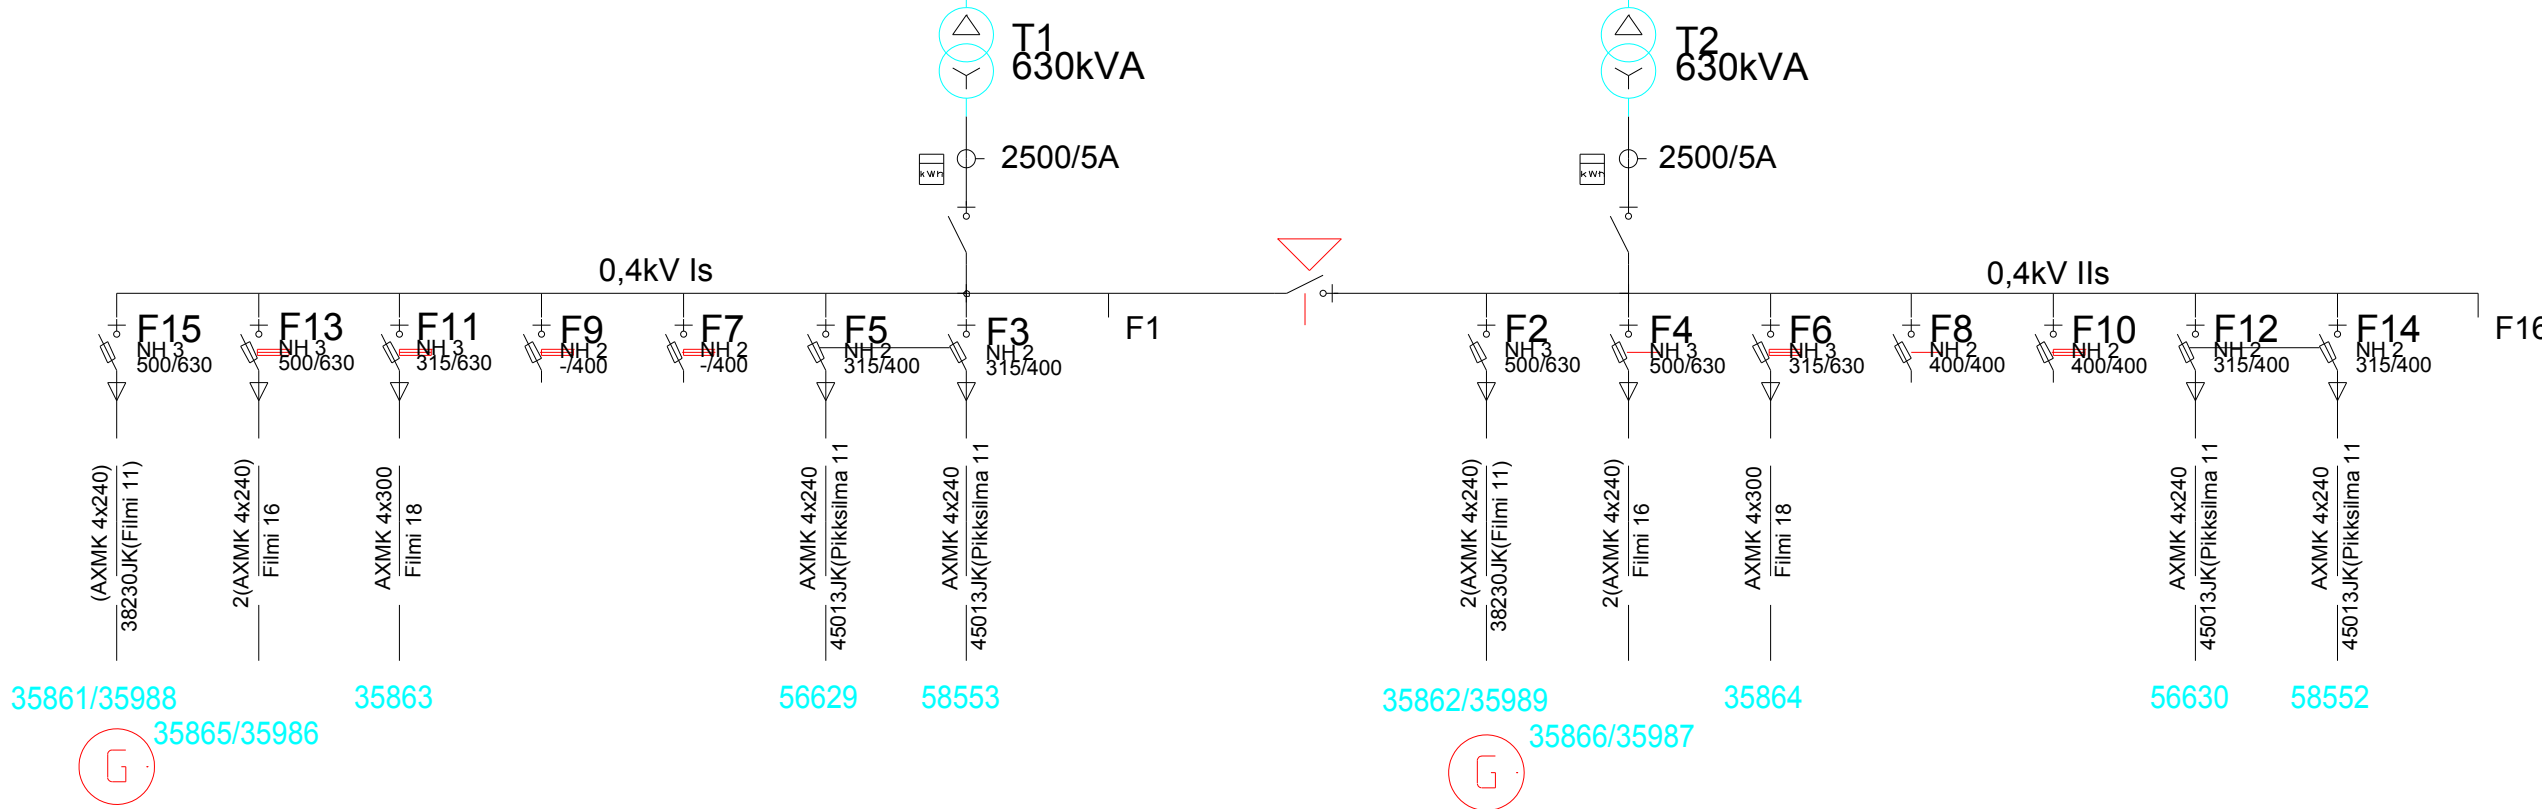 T1
630kVA
T2
630kVA
2500/5A
kWh
2500/5A
kWh
0,4kV Is
0,4kV IIs
F15
NH 3
500/630
F13
NH 3
500/630
F11
NH 3
315/630
F9
NH 2
-/400
F7
NH 2
-/400
F5
NH 2
315/400
F3
NH 2
315/400
F1
F2
NH 3
500/630
F4
NH 3
500/630
F6
NH 3
315/630
F8
NH 2
400/400
F10
NH 2
400/400
F12
NH 2
315/400
F14
NH 2
315/400
F16
(AXMK 4x240)
38230JK(Filmi 11)
2(AXMK 4x240)
Filmi 16
AXMK 4x300
Filmi 18
AXMK 4x240
45013JK(Pikksilma 11
AXMK 4x240
45013JK(Pikksilma 11
2(AXMK 4x240)
38230JK(Filmi 11)
2(AXMK 4x240)
Filmi 16
AXMK 4x300
Filmi 18
AXMK 4x240
45013JK(Pikksilma 11
AXMK 4x240
45013JK(Pikksilma 11
35861/35988
35865/35986
35863
56629
58553
35862/35989
35866/35987
35864
56630
58552
G
G